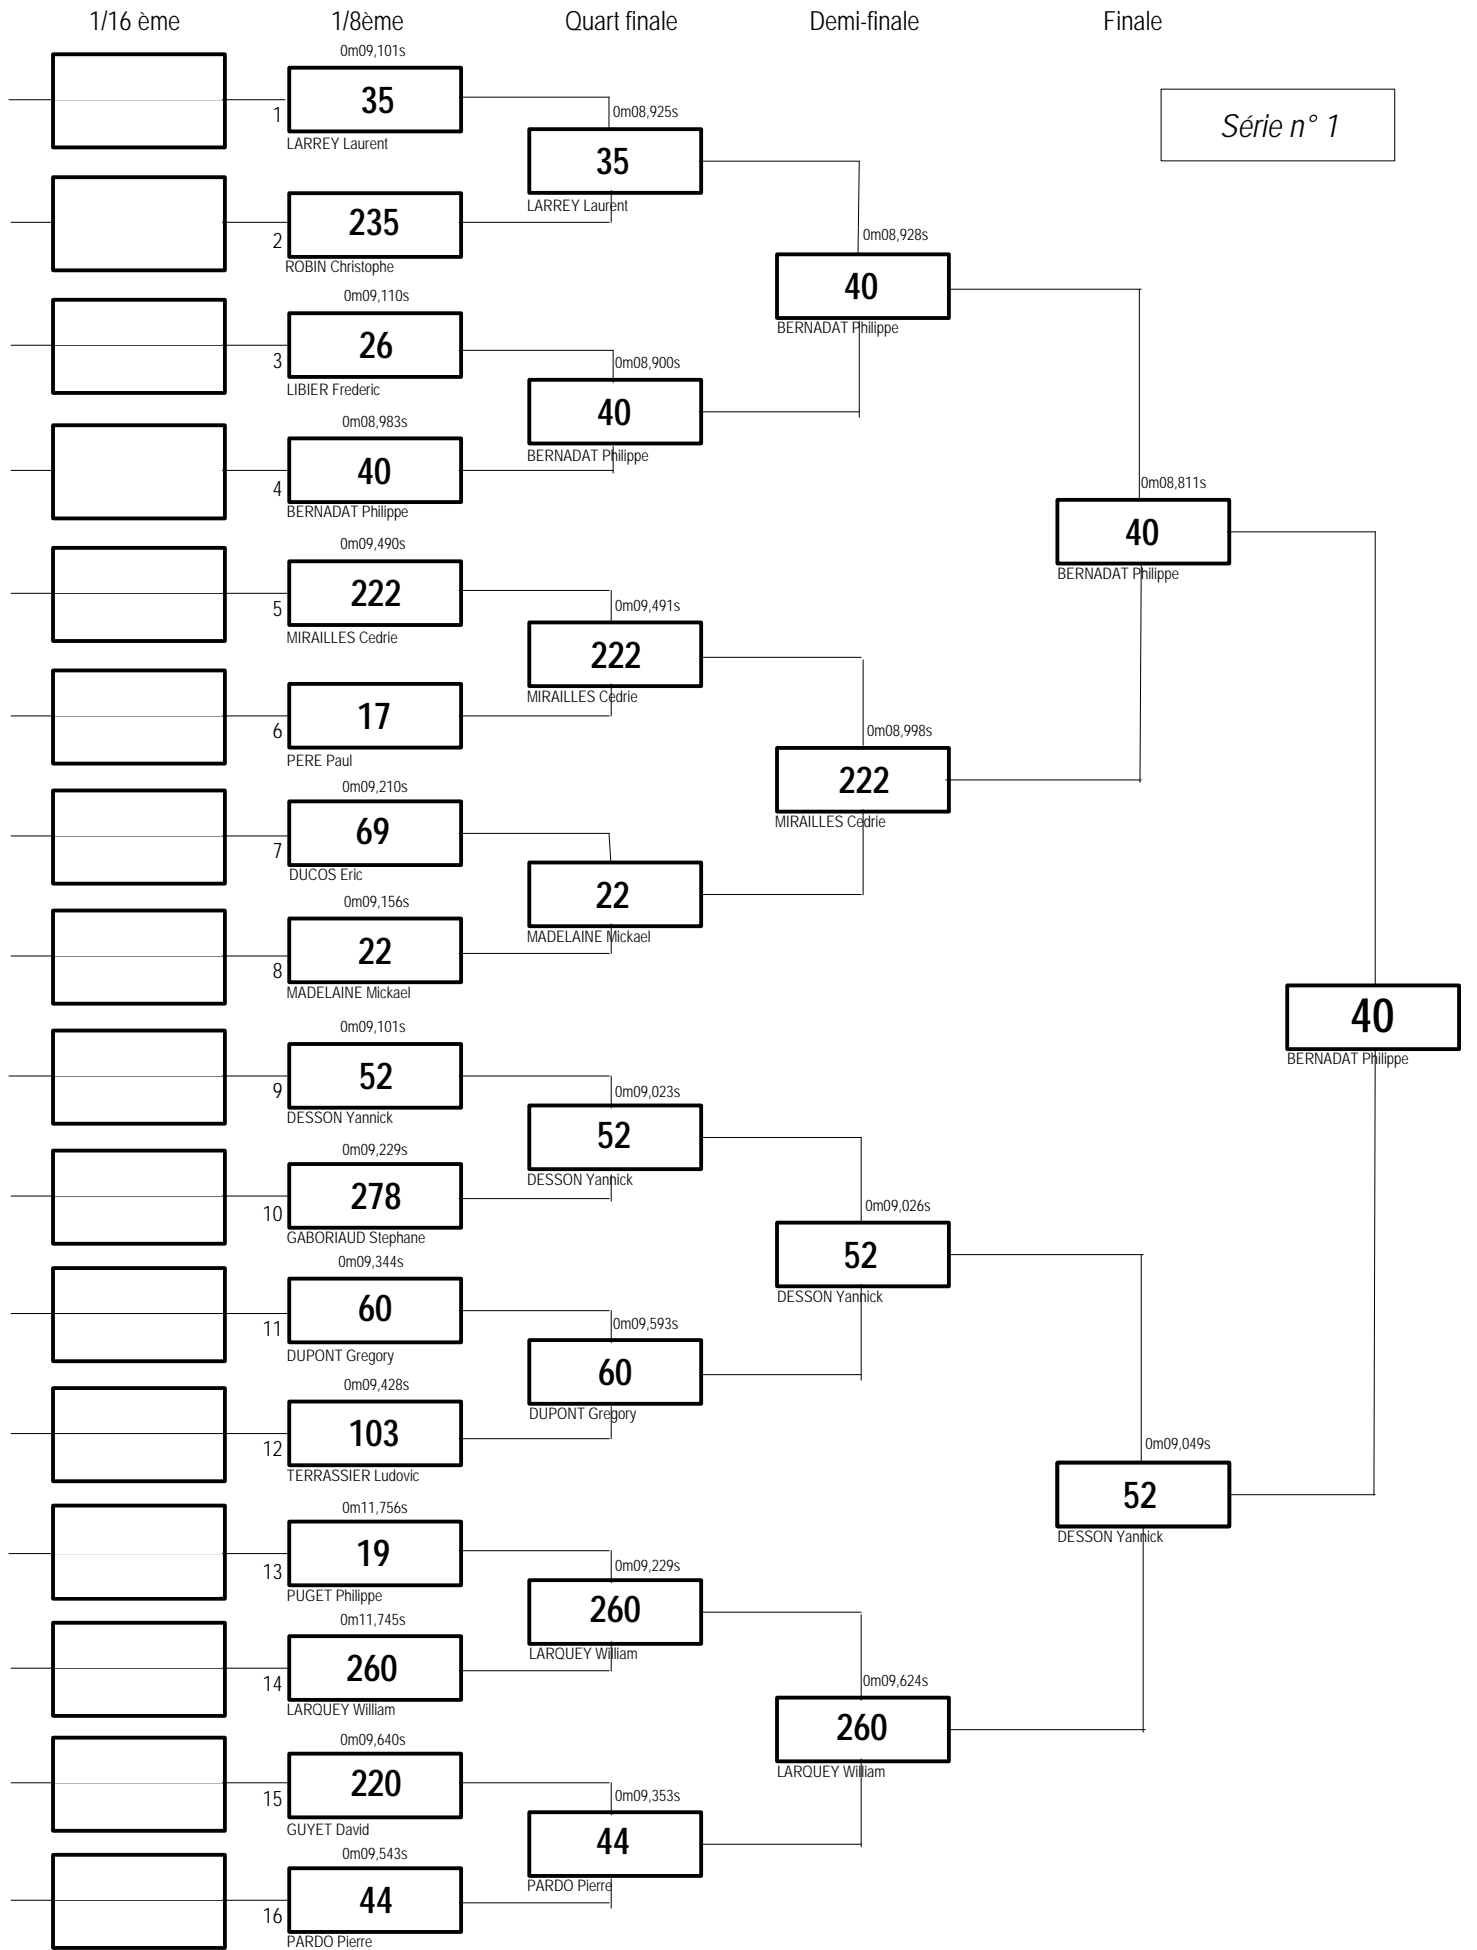 1/16 ème 1/8ème Quart finale Demi-finale Finale
Série n° 1
0m09,101s
1 35
LARREY Laurent
2 235
ROBIN Christophe
0m09,110s
3 26
LIBIER Frederic
0m08,983s
4 40
BERNADAT Philippe
0m09,490s
5 222
MIRAILLES Cedrie
6 17
PERE Paul
0m09,210s
7 69
DUCOS Eric
0m09,156s
8 22
MADELAINE Mickael
0m09,101s
9 52
DESSON Yannick
0m09,229s
10 278
GABORIAUD Stephane
0m09,344s
11 60
DUPONT Gregory
0m09,428s
12 103
TERRASSIER Ludovic
0m11,756s
13 19
PUGET Philippe
0m11,745s
14 260
LARQUEY William
0m09,640s
15 220
GUYET David
0m09,543s
16 44
PARDO Pierre
0m08,925s
35
LARREY Laurent
0m08,900s
40
BERNADAT Philippe
0m09,491s
222
MIRAILLES Cedrie
22
MADELAINE Mickael
0m09,023s
52
DESSON Yannick
0m09,593s
60
DUPONT Gregory
0m09,229s
260
LARQUEY William
0m09,353s
44
PARDO Pierre
0m08,928s
40
BERNADAT Philippe
0m08,998s
222
MIRAILLES Cedrie
0m09,026s
52
DESSON Yannick
0m09,624s
260
LARQUEY William
0m08,811s
40
BERNADAT Philippe
0m09,049s
52
DESSON Yannick
40
BERNADAT Philippe